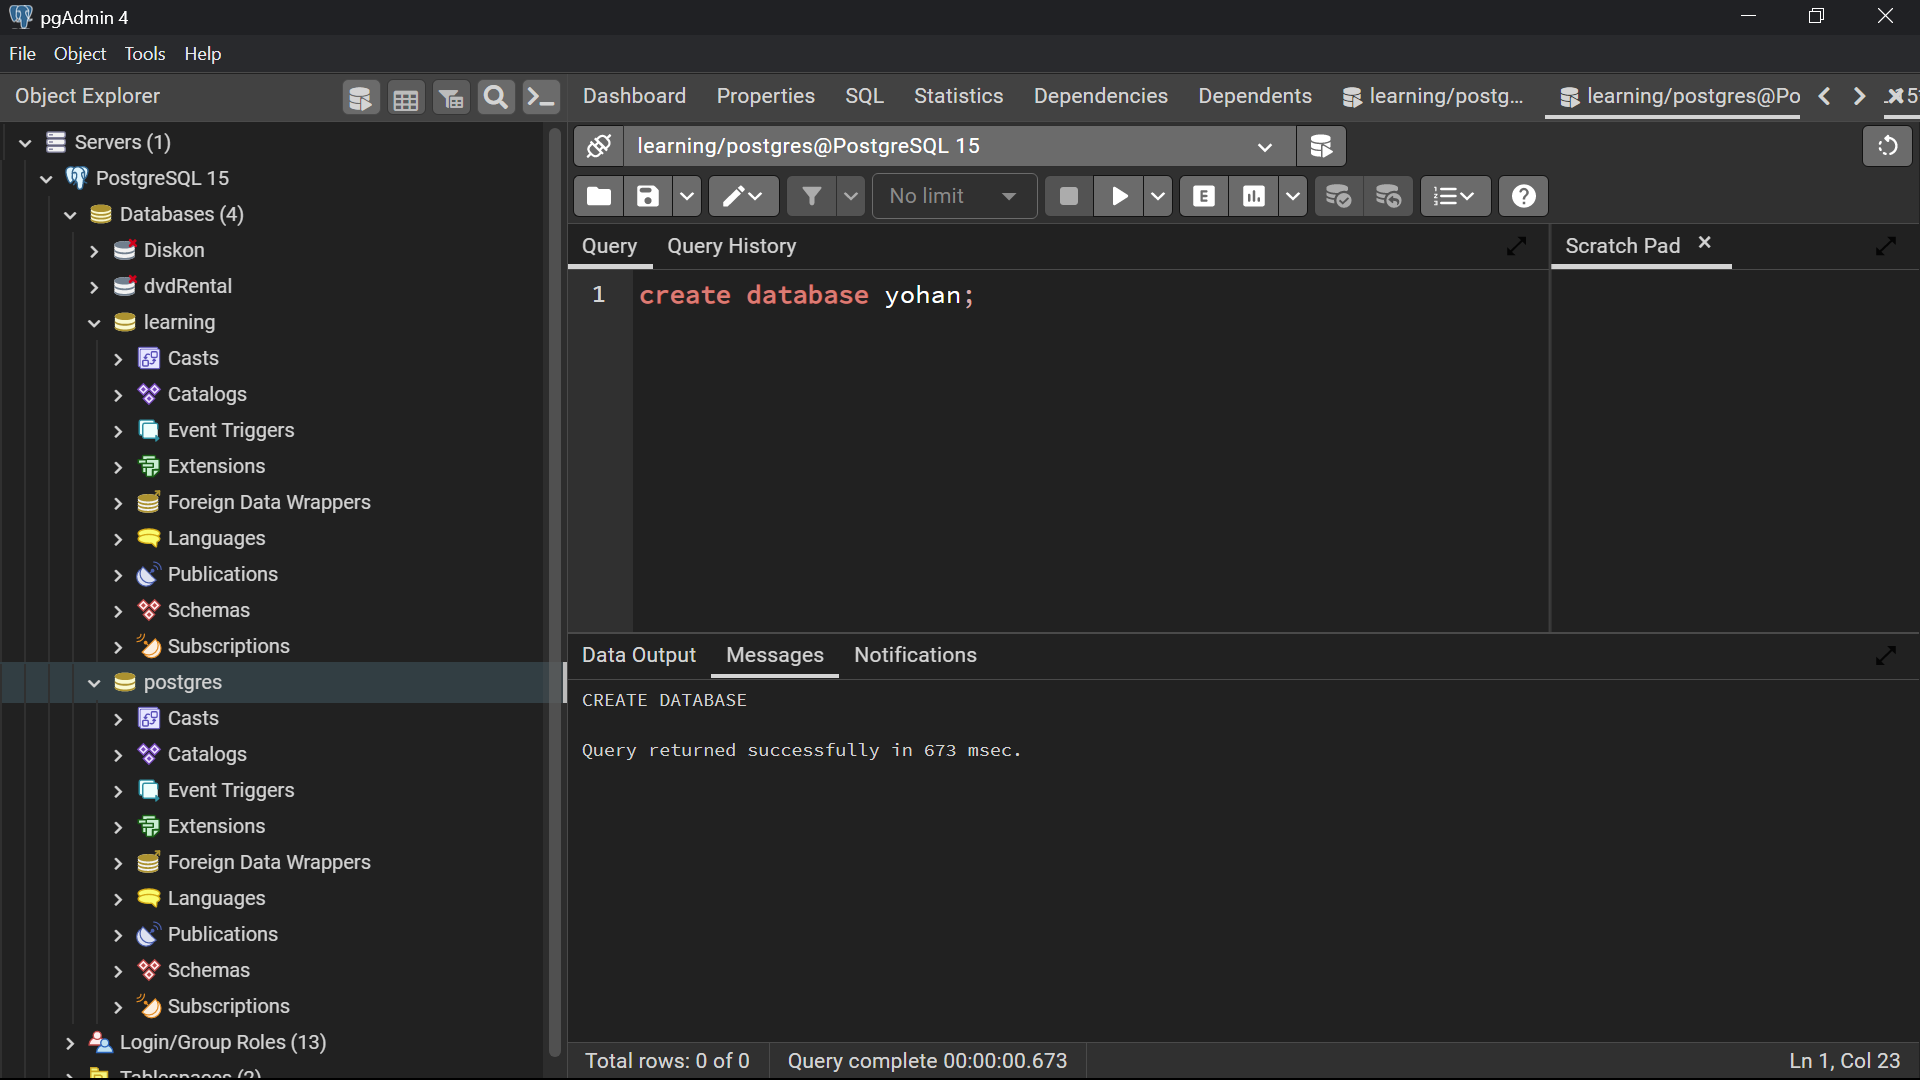 pgAdmin 4
File Object Tools Help
Object Explorer
Dashboard Properties SQL Statistics Dependencies Dependents learning/postg... learning/postgres@Po
Servers (1)
PostgreSQL 15
Databases (4)
Diskon
dvdRental
learning
Casts
Catalogs
Event Triggers
Extensions
Foreign Data Wrappers
Languages
Publications
Schemas
Subscriptions
postgres
Casts
Catalogs
Event Triggers
Extensions
Foreign Data Wrappers
Languages
Publications
Schemas
Subscriptions
Login/Group Roles (13)
Tablespaces (2)
learning/postgres@PostgreSQL 15
No limit
E
Query Query History
Scratch Pad
1 create database yohan;
Data Output Messages Notifications
CREATE DATABASE
Query returned successfully in 673 msec.
Total rows: 0 of 0 Query complete 00:00:00.673 Ln 1, Col 23